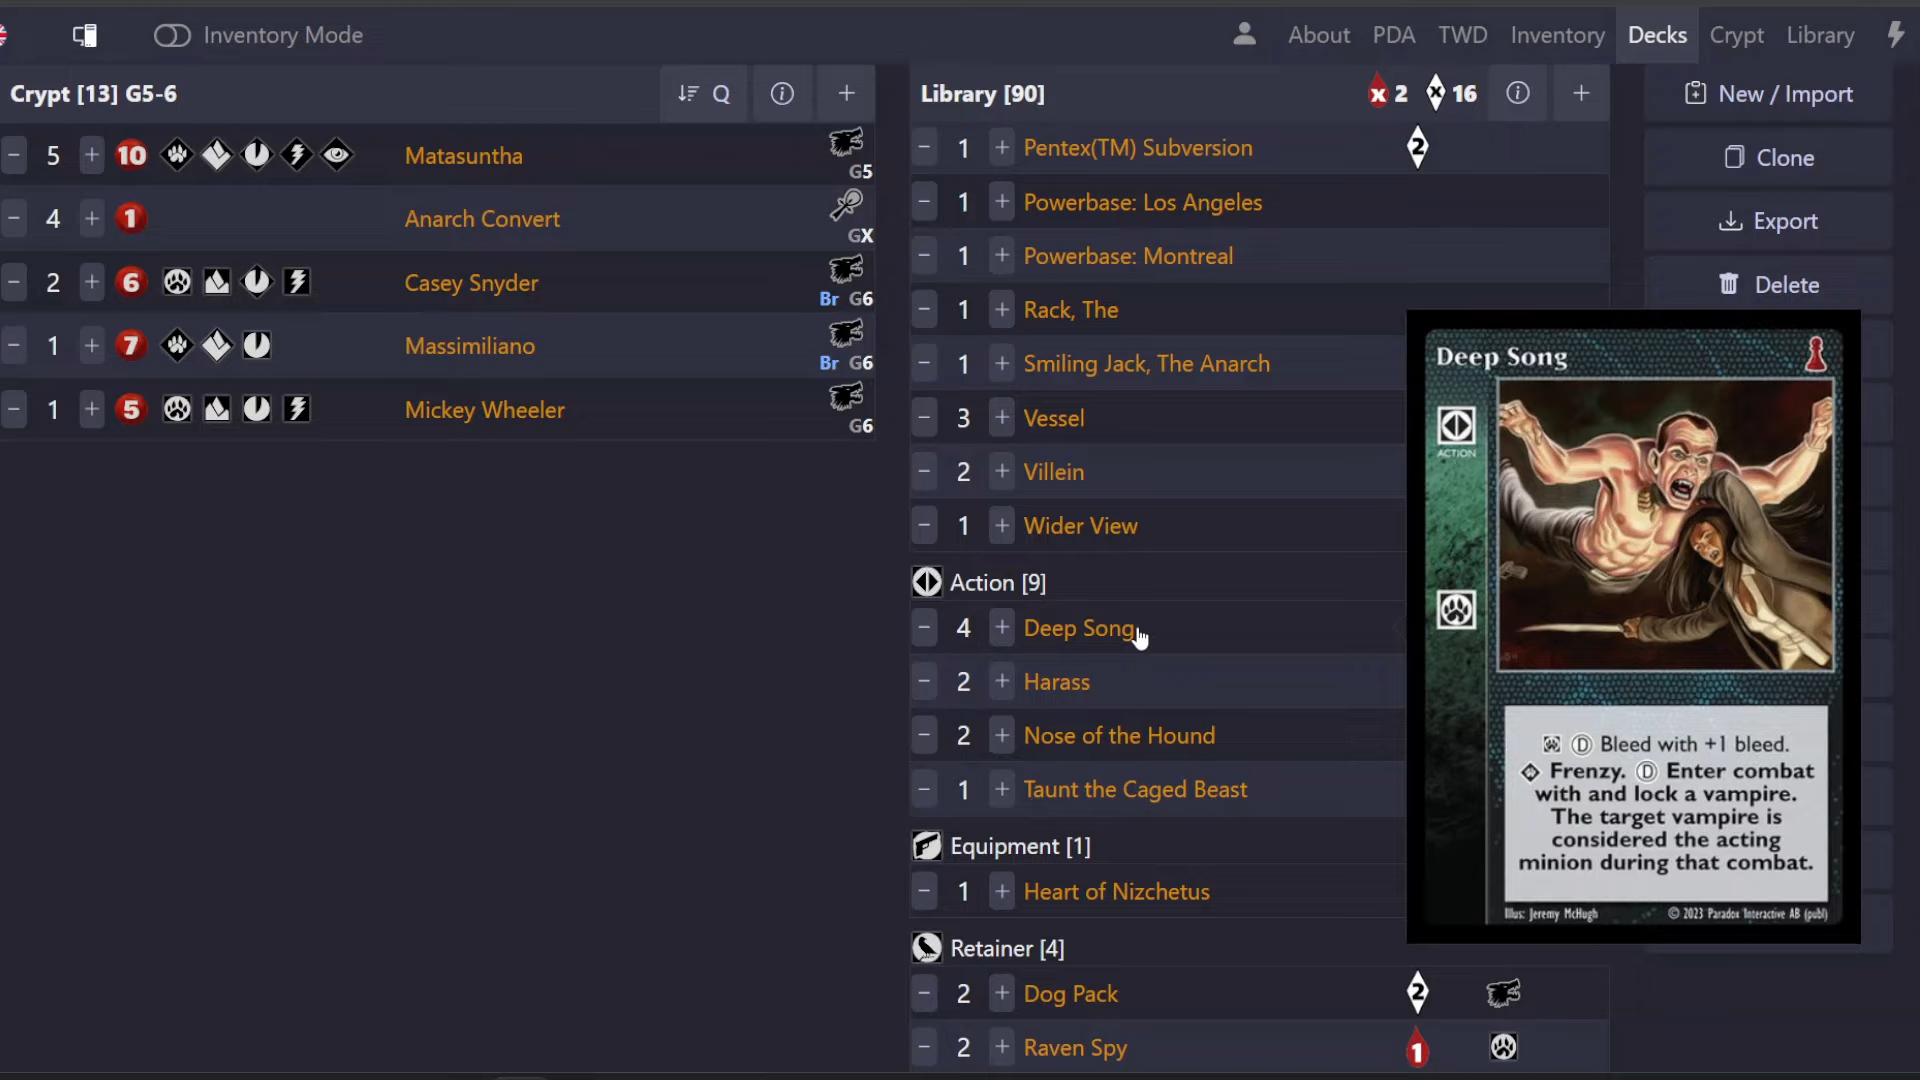 Inventory Mode
About PDA TWD Inventory Decks Crypt Library
Crypt [13] G5-6
Q
+
− 5 + 10 Matasuntha G5
− 4 + 1 Anarch Convert GX
− 2 + 6 Casey Snyder Br G6
− 1 + 7 Massimiliano Br G6
− 1 + 5 Mickey Wheeler G6
Library [90] X 2 X 16 +
− 1 + Pentex(TM) Subversion 2
− 1 + Powerbase: Los Angeles
− 1 + Powerbase: Montreal
− 1 + Rack, The
− 1 + Smiling Jack, The Anarch
− 3 + Vessel
− 2 + Villein
− 1 + Wider View
Action [9]
− 4 + Deep Song
− 2 + Harass
− 2 + Nose of the Hound
− 1 + Taunt the Caged Beast
Equipment [1]
− 1 + Heart of Nizchetus
Retainer [4]
− 2 + Dog Pack 2
− 2 + Raven Spy 1
New / Import
Clone
Export
Delete
Deep Song
ACTION
Ⓓ Bleed with +1 bleed.
Frenzy. Ⓓ Enter combat
with and lock a vampire.
The target vampire is
considered the acting
minion during that combat.
Illus: Jeremy McHugh © 2023 Paradox Interactive AB (publ)